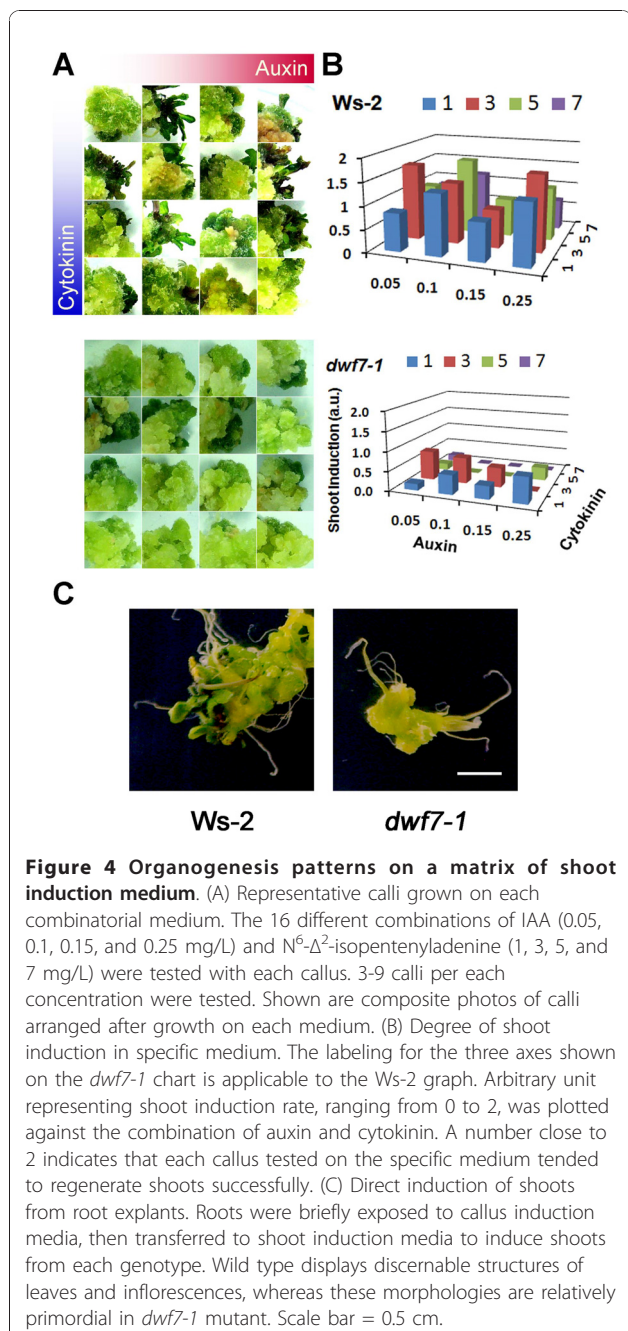 A
Auxin
Cytokinin
B
Ws-2 1 3 5 7
2
1.5
1
0.5
0
0.05 0.1 0.15 0.25
1 3 5 7
dwf7-1 1 3 5 7
Shoot Induction (a.u.)
2.0
1.5
1.0
0.5
0.0
0.05 0.1 0.15 0.25
Auxin
1 3 5 7
Cytokinin
C
Ws-2 dwf7-1
Figure 4 Organogenesis patterns on a matrix of shoot
induction medium. (A) Representative calli grown on each
combinatorial medium. The 16 different combinations of IAA (0.05,
0.1, 0.15, and 0.25 mg/L) and N⁶-Δ²-isopentenyladenine (1, 3, 5, and
7 mg/L) were tested with each callus. 3-9 calli per each
concentration were tested. Shown are composite photos of calli
arranged after growth on each medium. (B) Degree of shoot
induction in specific medium. The labeling for the three axes shown
on the dwf7-1 chart is applicable to the Ws-2 graph. Arbitrary unit
representing shoot induction rate, ranging from 0 to 2, was plotted
against the combination of auxin and cytokinin. A number close to
2 indicates that each callus tested on the specific medium tended
to regenerate shoots successfully. (C) Direct induction of shoots
from root explants. Roots were briefly exposed to callus induction
media, then transferred to shoot induction media to induce shoots
from each genotype. Wild type displays discernable structures of
leaves and inflorescences, whereas these morphologies are relatively
primordial in dwf7-1 mutant. Scale bar = 0.5 cm.